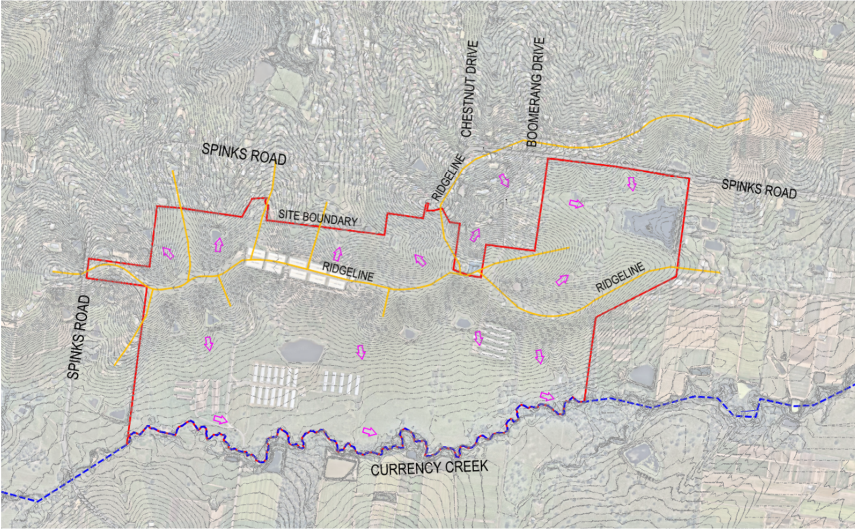 CHESTNUT DRIVE
BOOMERANG DRIVE
SPINKS ROAD
RIDGELINE
SPINKS ROAD
SITE BOUNDARY
RIDGELINE
RIDGELINE
SPINKS ROAD
CURRENCY CREEK